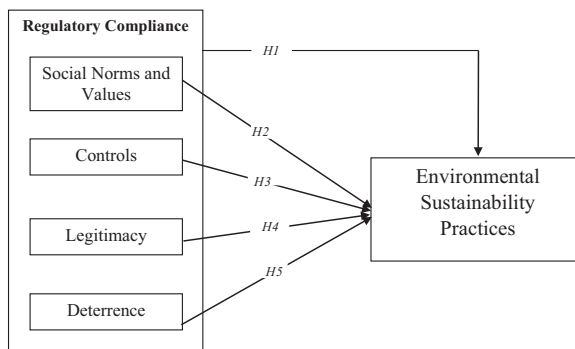 Regulatory Compliance
Social Norms and
Values
Controls
Legitimacy
Deterrence
H1
H2
H3
H4
H5
Environmental
Sustainability
Practices